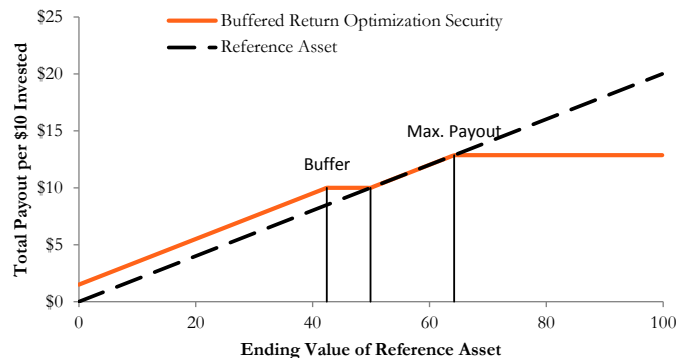 $25
Buffered Return Optimization Security
Reference Asset
$20
Total Payout per $10 Invested
$15
Max. Payout
Buffer
$10
$5
$0
0 20 40 60 80 100
Ending Value of Reference Asset